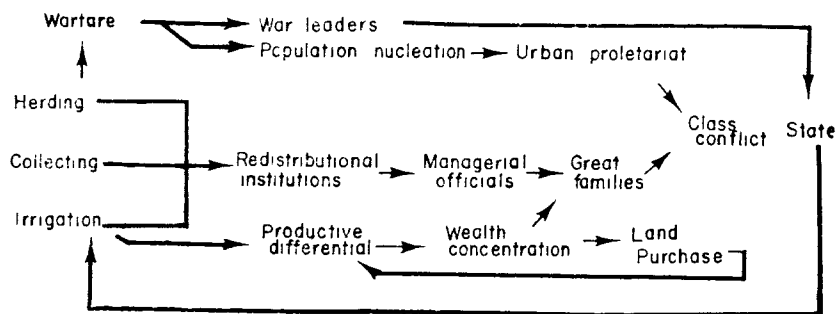 Warfare
War leaders
Population nucleation
Urban proletariat
Herding
Class
conflict
State
Collecting
Redistributional
institutions
Managerial
officials
Great
families
Irrigation
Productive
differential
Wealth
concentration
Land
Purchase